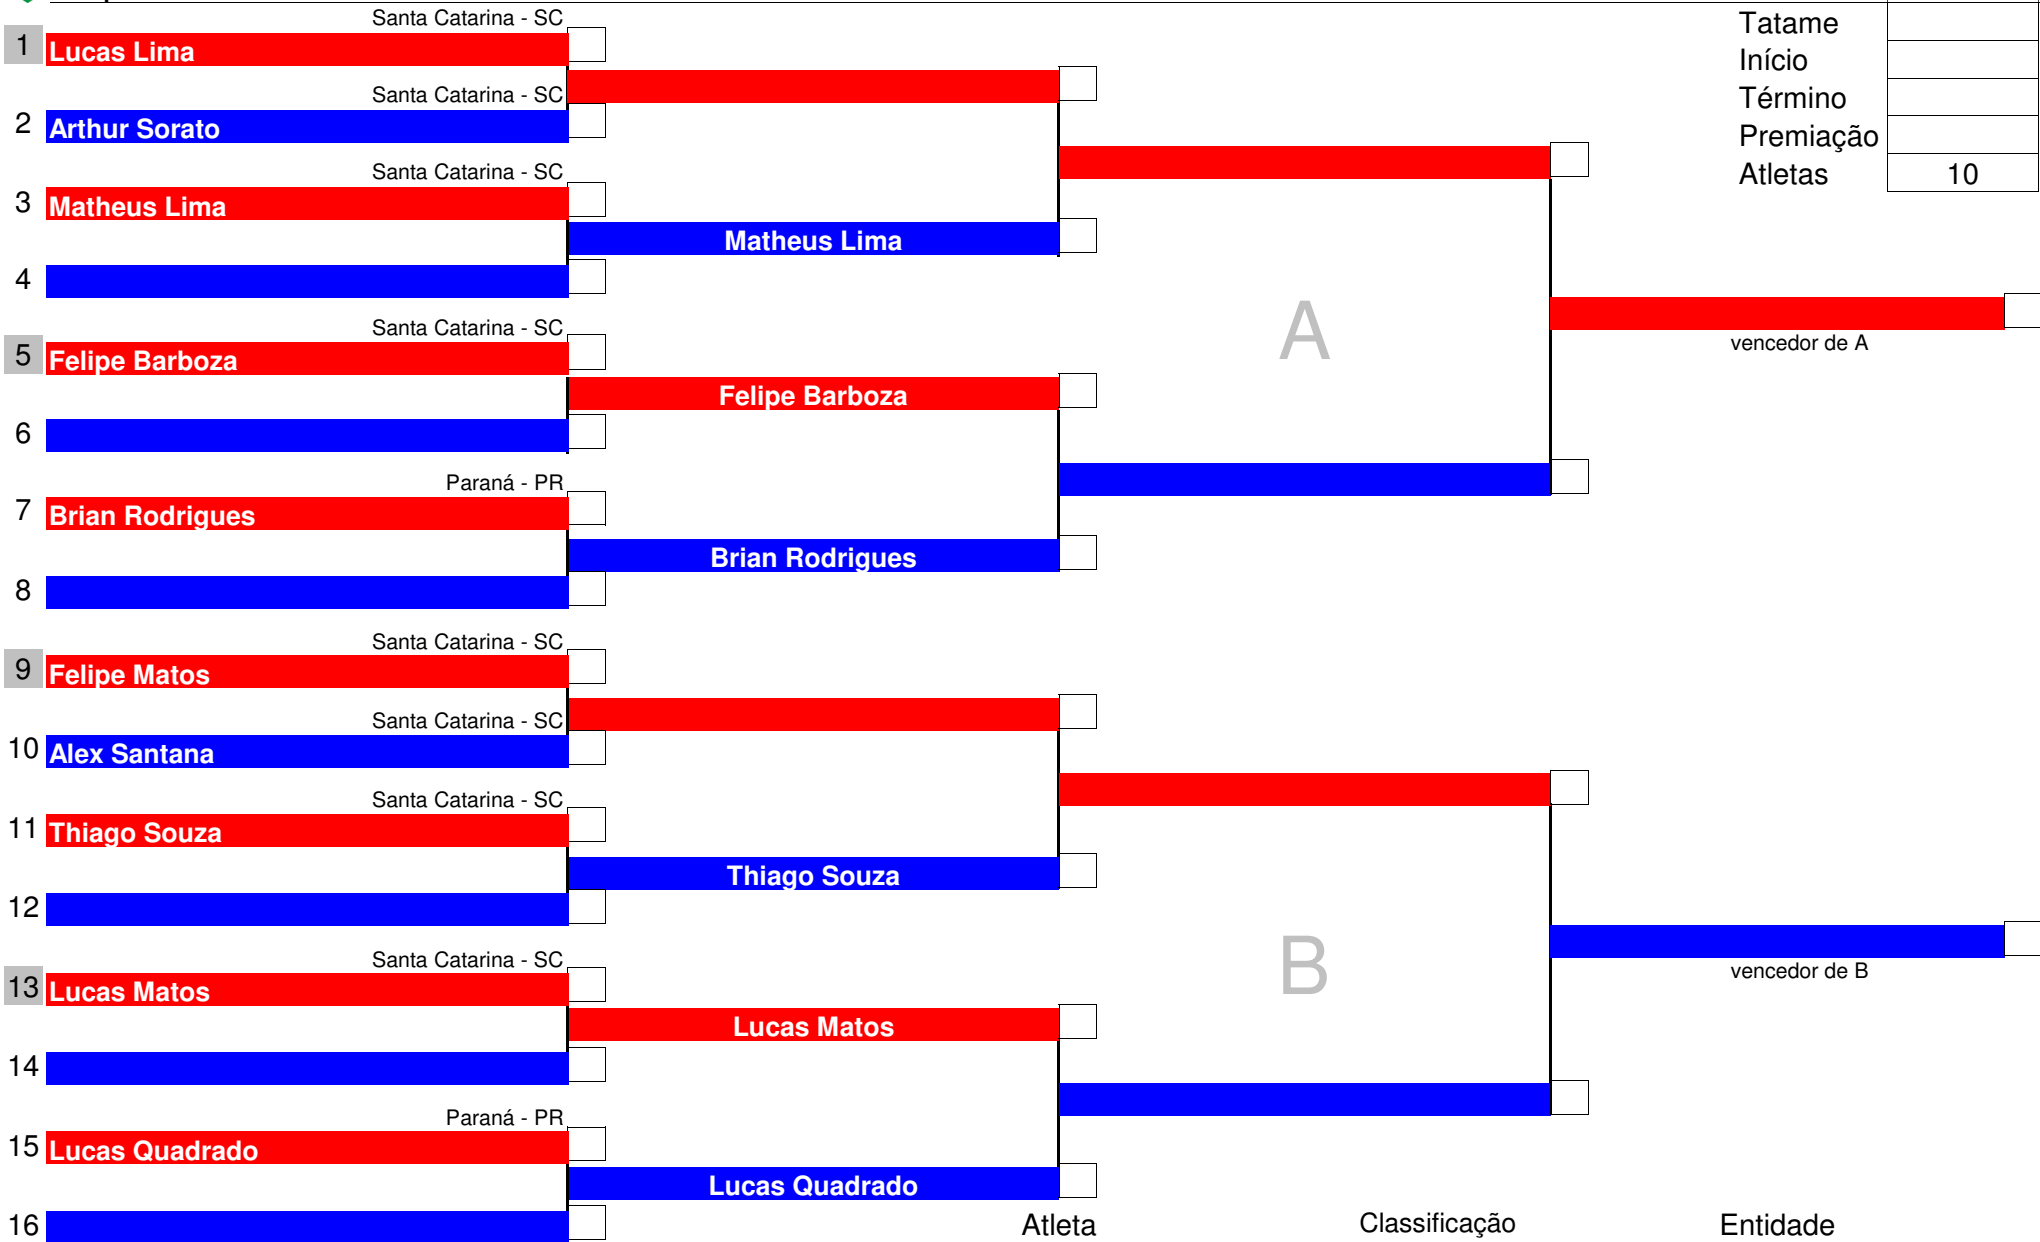 Santa Catarina - SC
1 Lucas Lima
Santa Catarina - SC
2 Arthur Sorato
Santa Catarina - SC
3 Matheus Lima
Matheus Lima
4
Santa Catarina - SC
5 Felipe Barboza
Felipe Barboza
6
Paraná - PR
7 Brian Rodrigues
Brian Rodrigues
8
Santa Catarina - SC
9 Felipe Matos
Santa Catarina - SC
10 Alex Santana
Santa Catarina - SC
11 Thiago Souza
Thiago Souza
12
Santa Catarina - SC
13 Lucas Matos
Lucas Matos
14
Paraná - PR
15 Lucas Quadrado
Lucas Quadrado
16
A
B
Tatame
Início
Término
Premiação
Atletas 10
vencedor de A
vencedor de B
Atleta Classificação Entidade